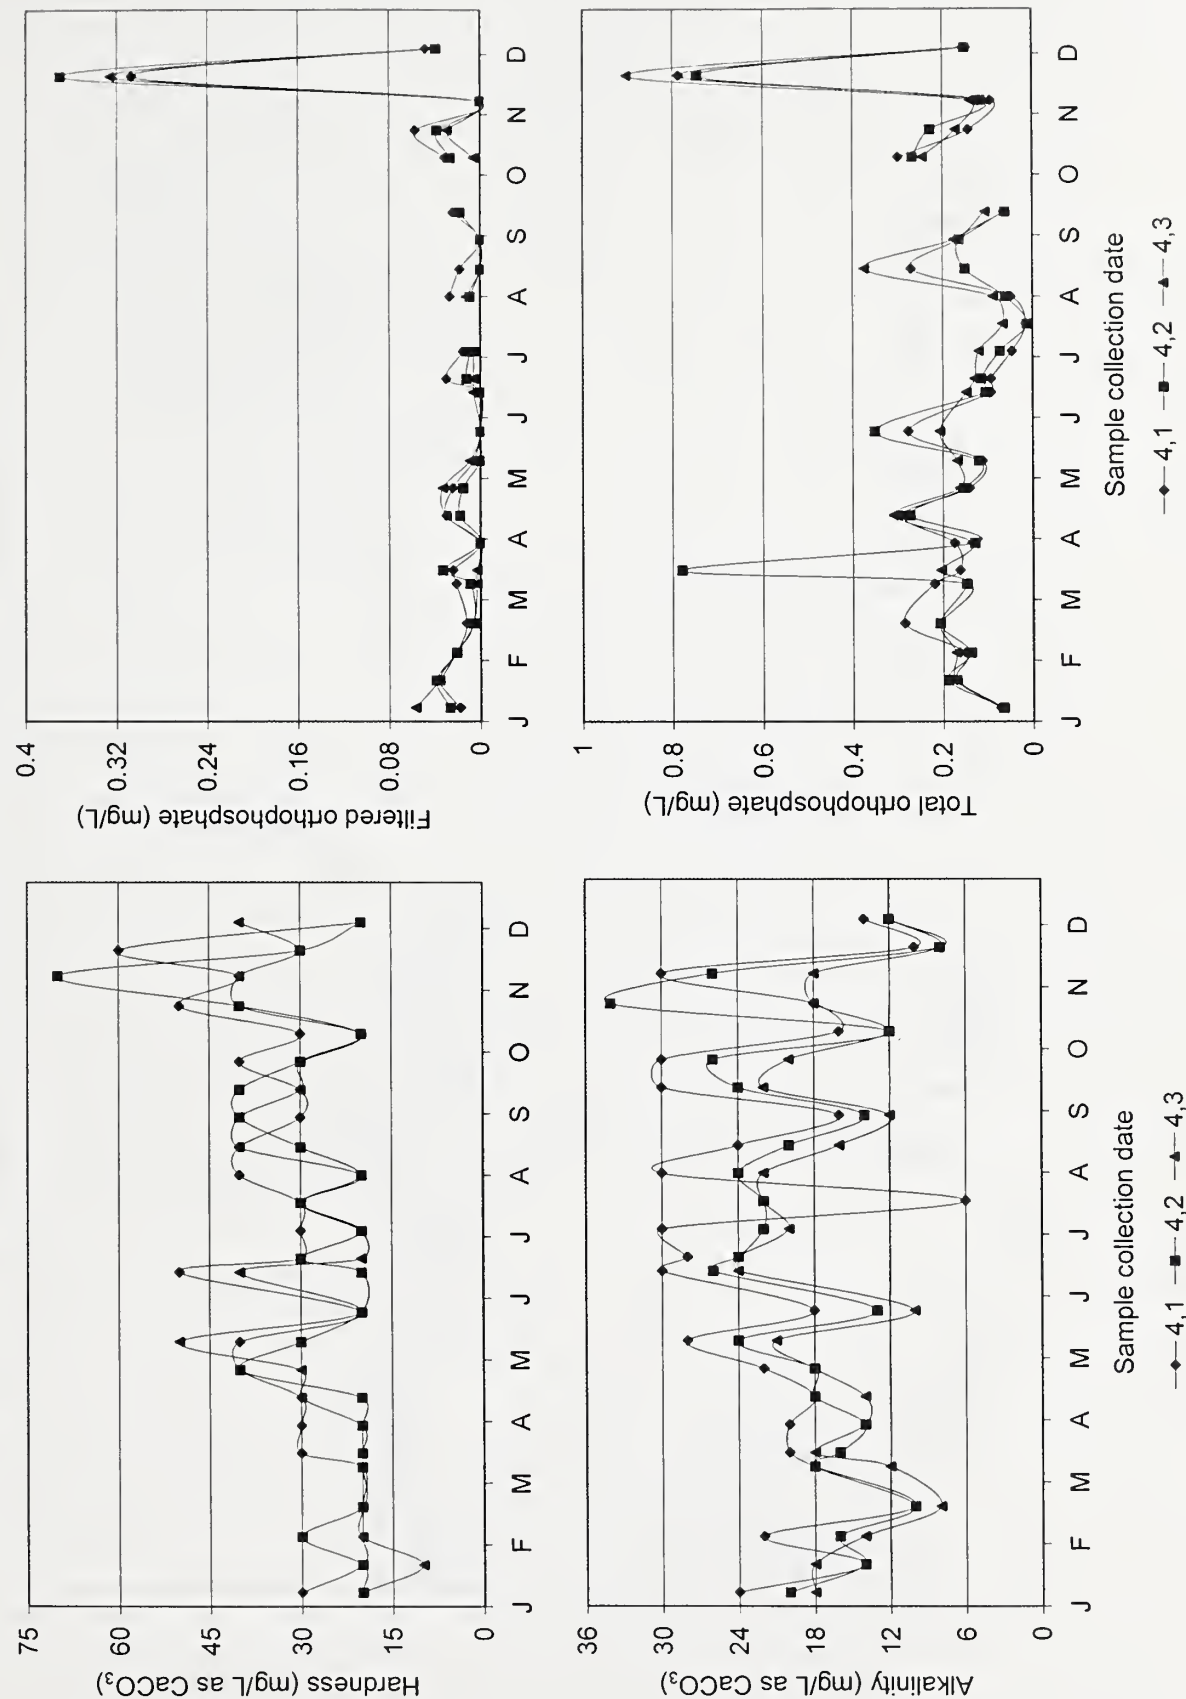 Hardness (mg/L as CaCO₃)
75
60
45
30
15
0
J F M A M J J A S O N D
Filtered orthophosphate (mg/L)
0.4
0.32
0.24
0.16
0.08
0
J F M A M J J A S O N D
Alkalinity (mg/L as CaCO₃)
36
30
24
18
12
6
0
J F M A M J J A S O N D
Sample collection date
4,1 4,2 4,3
Total orthophosphate (mg/L)
1
0.8
0.6
0.4
0.2
0
J F M A M J J A S O N D
Sample collection date
4,1 4,2 4,3